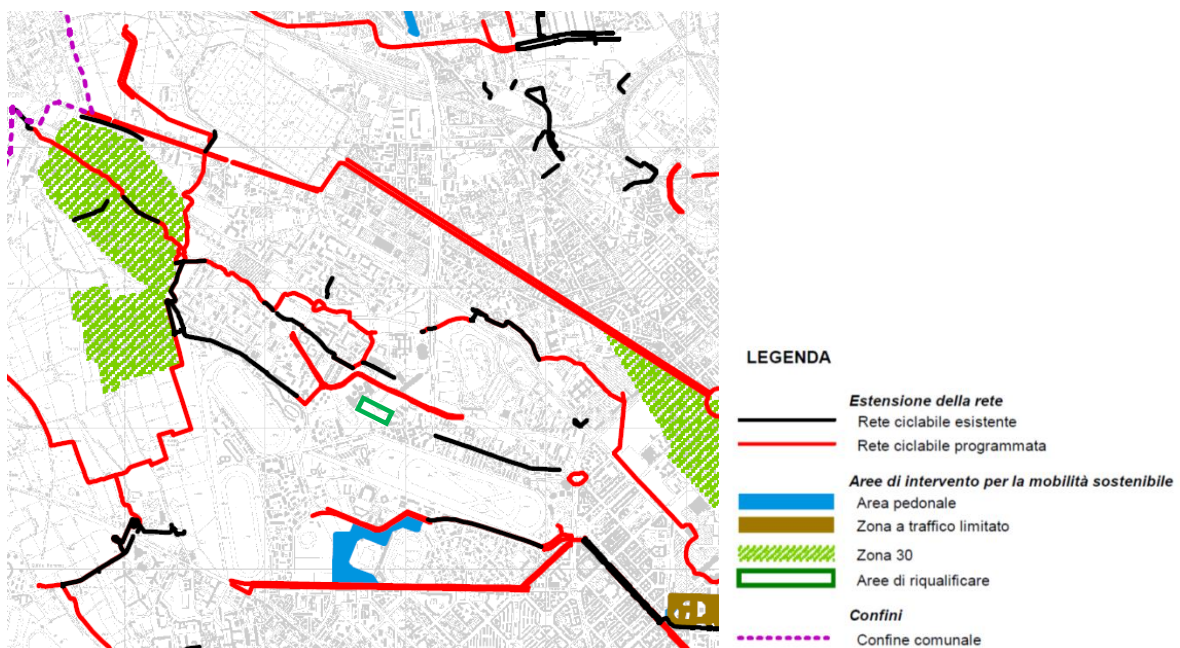 LEGENDA
Estensione della rete
Rete ciclabile esistente
Rete ciclabile programmata
Aree di intervento per la mobilità sostenibile
Area pedonale
Zona a traffico limitato
Zona 30
Aree di riqualificare
Confini
Confine comunale